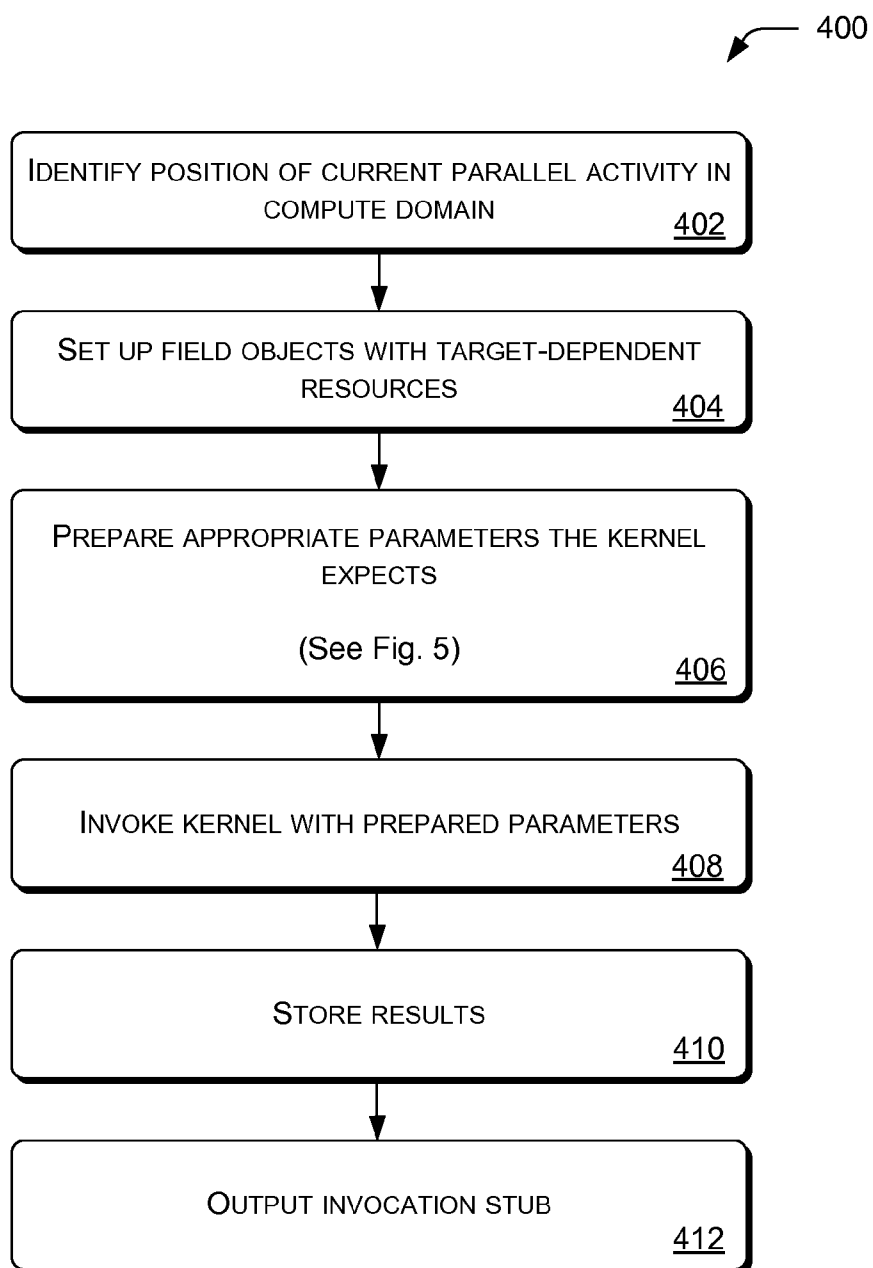 400
IDENTIFY POSITION OF CURRENT PARALLEL ACTIVITY IN
COMPUTE DOMAIN
402
SET UP FIELD OBJECTS WITH TARGET-DEPENDENT
RESOURCES
404
PREPARE APPROPRIATE PARAMETERS THE KERNEL
EXPECTS
(See Fig. 5)
406
INVOKE KERNEL WITH PREPARED PARAMETERS
408
STORE RESULTS
410
OUTPUT INVOCATION STUB
412